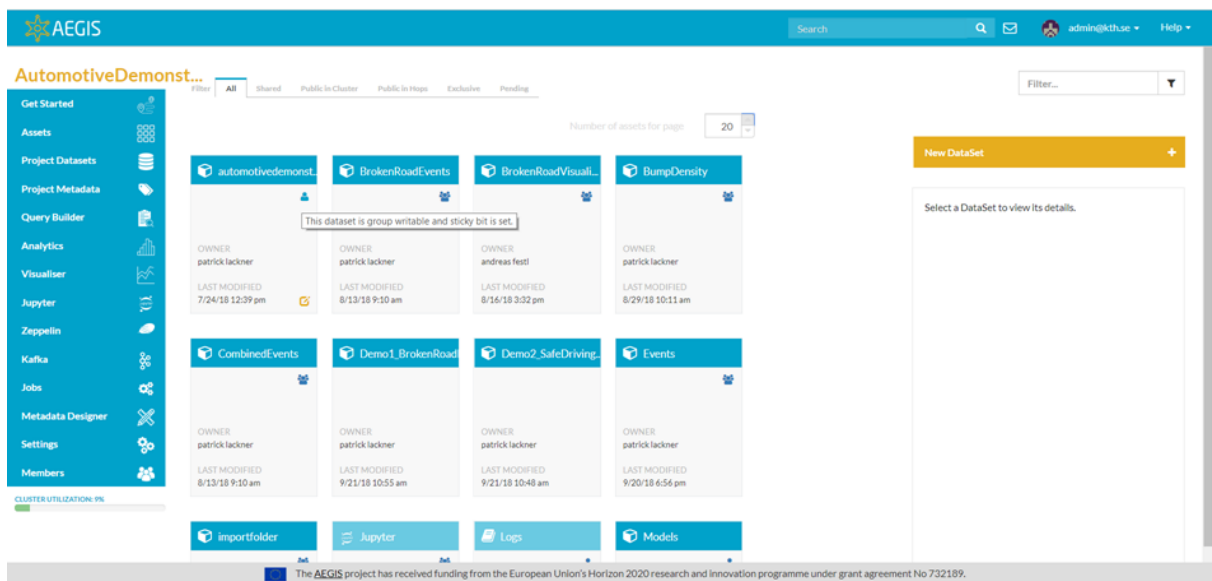 AEGIS
Search
admin@kth.se
Help
AutomotiveDemonst...
Filter
All
Shared
Public in Cluster
Public in Hops
Exclusive
Pending
Filter...
Number of assets for page
20
Get Started
Assets
Project Datasets
Project Metadata
Query Builder
Analytics
Visualiser
Jupyter
Zeppelin
Kafka
Jobs
Metadata Designer
Settings
Members
CLUSTER UTILIZATION: 9%
automotivedemonst..
OWNER
patrick lackner
LAST MODIFIED
7/24/18 12:39 pm
BrokenRoadEvents
OWNER
patrick lackner
LAST MODIFIED
8/13/18 9:10 am
BrokenRoadVisuali...
OWNER
andreas festl
LAST MODIFIED
8/16/18 3:32 pm
BumpDensity
OWNER
patrick lackner
LAST MODIFIED
8/29/18 10:11 am
This dataset is group writable and sticky bit is set.
CombinedEvents
OWNER
patrick lackner
LAST MODIFIED
8/13/18 9:10 am
Demo1_BrokenRoad
OWNER
patrick lackner
LAST MODIFIED
9/21/18 10:55 am
Demo2_SafeDriving..
OWNER
patrick lackner
LAST MODIFIED
9/21/18 10:48 am
Events
OWNER
patrick lackner
LAST MODIFIED
9/20/18 6:56 pm
importfolder
Jupyter
Logs
Models
New DataSet
Select a DataSet to view its details.
The AEGIS project has received funding from the European Union's Horizon 2020 research and innovation programme under grant agreement No 732189.